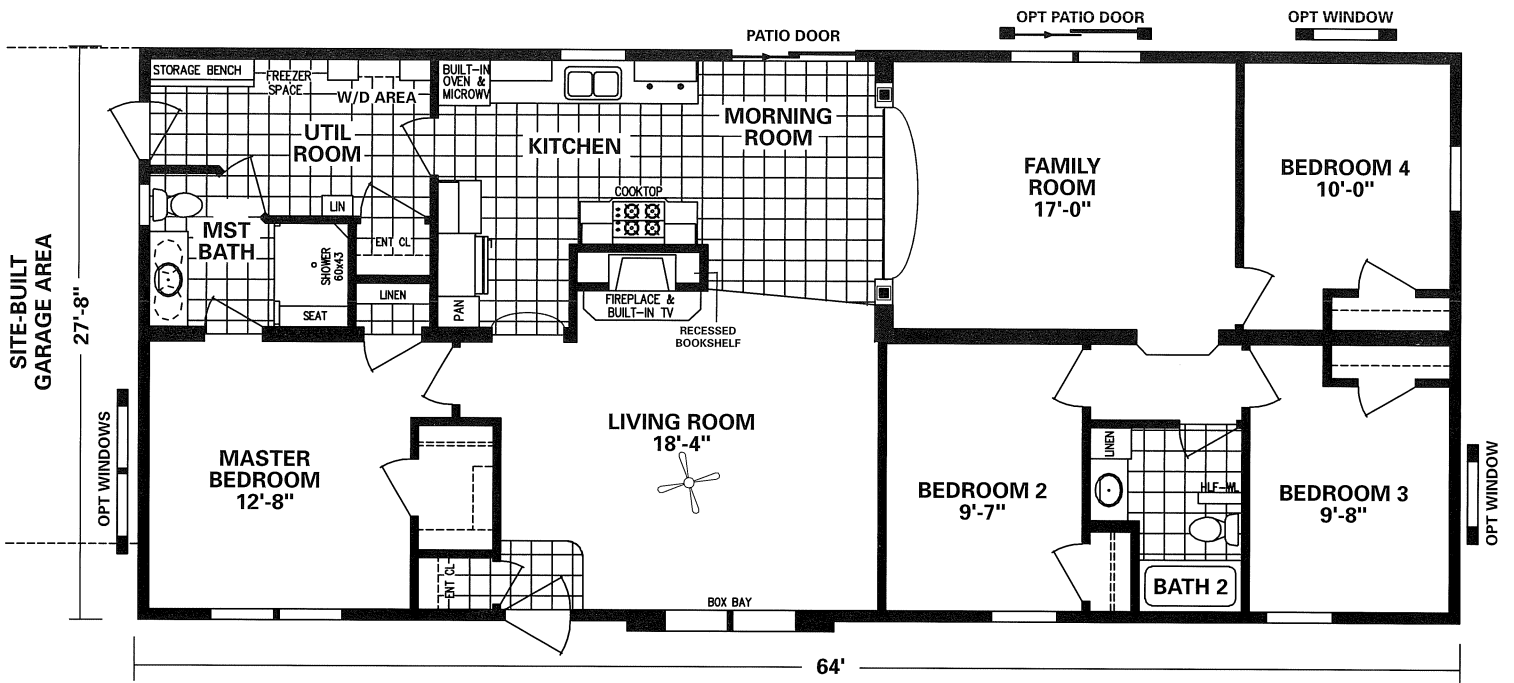 OPT PATIO DOOR
OPT WINDOW
PATIO DOOR
STORAGE BENCH
FREEZER
SPACE
W/D AREA
BUILT-IN
OVEN &
MICROWV
UTIL
ROOM
KITCHEN
MORNING
ROOM
FAMILY
ROOM
17'-0"
BEDROOM 4
10'-0"
COOKTOP
LIN
MST
BATH
ENT CL
SHOWER
60x43
SEAT
LINEN
PAN
FIREPLACE &
BUILT-IN TV
RECESSED
BOOKSHELF
SITE-BUILT
GARAGE AREA
27'-8"
OPT WINDOWS
MASTER
BEDROOM
12'-8"
LIVING ROOM
18'-4"
BEDROOM 2
9'-7"
LINEN
HLF-WL
BEDROOM 3
9'-8"
OPT WINDOW
ENT CL
BATH 2
BOX BAY
64'